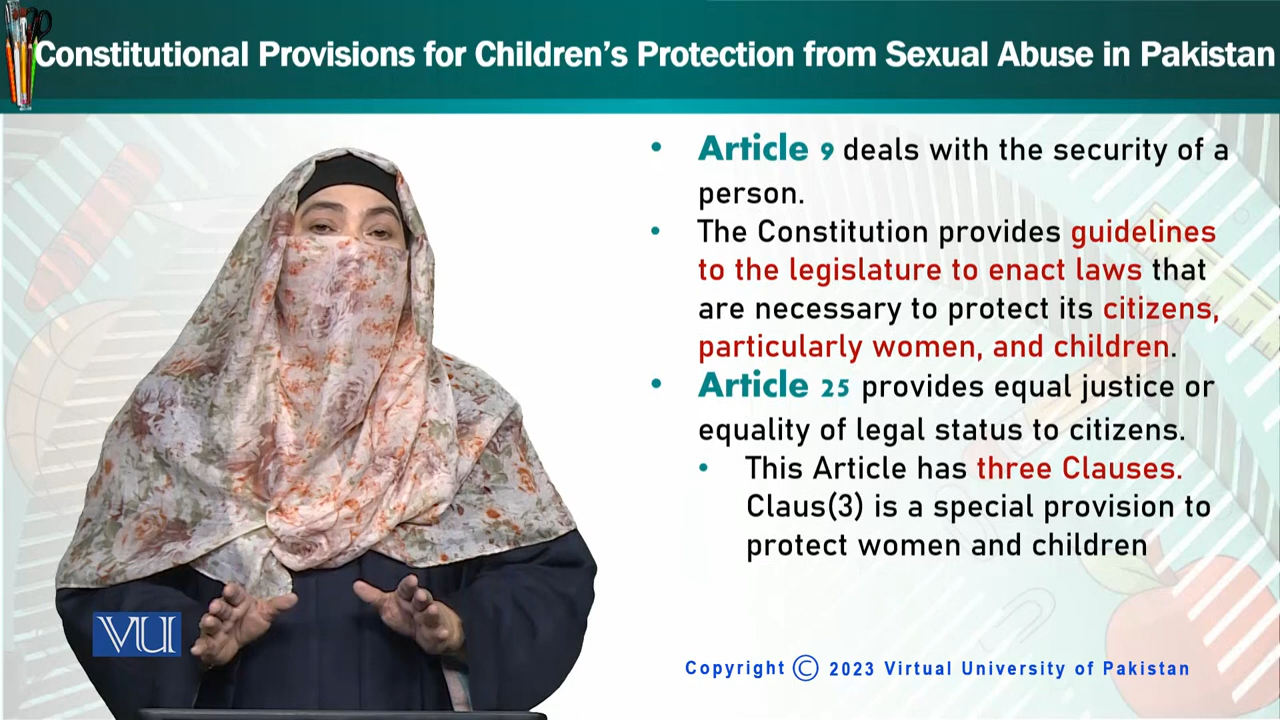 Constitutional Provisions for Children's Protection from Sexual Abuse in Pakistan
• Article 9 deals with the security of a
person.
• The Constitution provides guidelines
to the legislature to enact laws that
are necessary to protect its citizens,
particularly women, and children.
• Article 25 provides equal justice or
equality of legal status to citizens.
• This Article has three Clauses.
Claus(3) is a special provision to
protect women and children
VU
Copyright © 2023 Virtual University of Pakistan